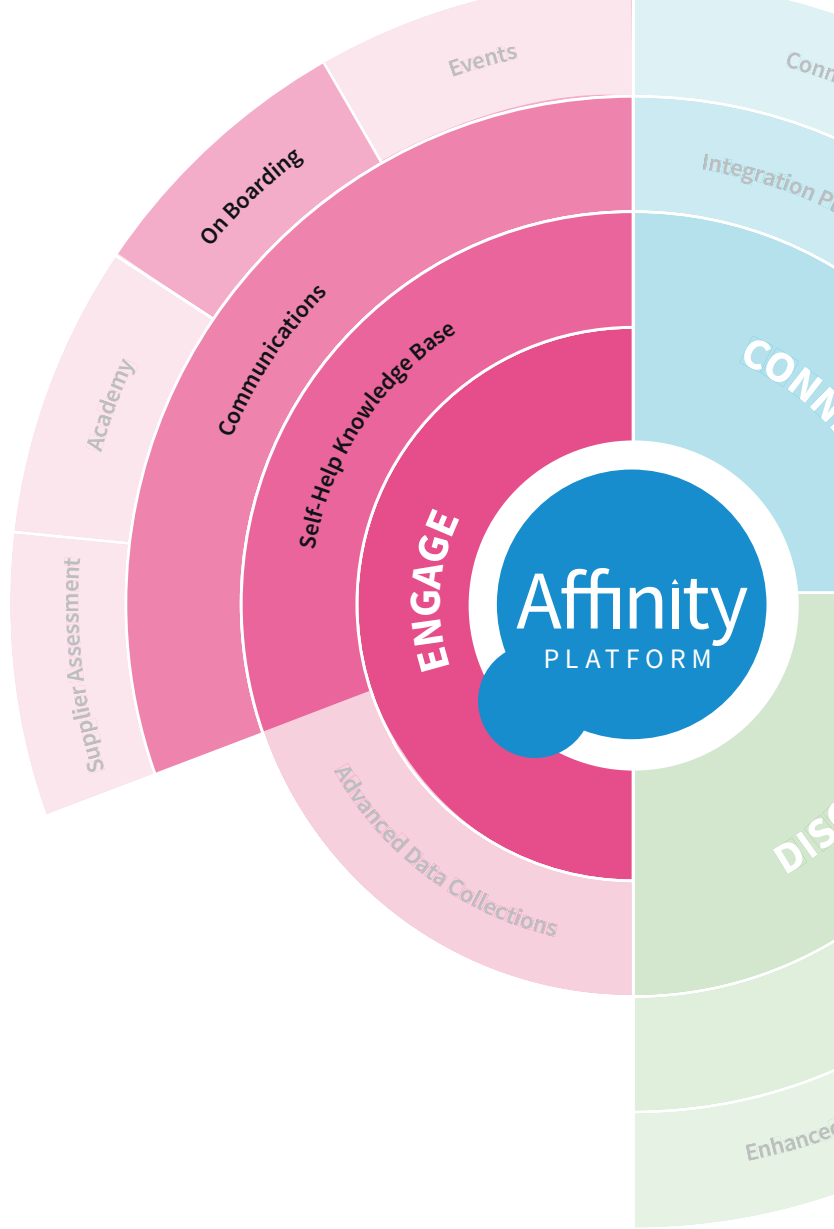 Events
On Boarding
Academy
Supplier Assessment
Communications
Self-Help Knowledge Base
Advanced Data Collections
ENGAGE
Affinity
PLATFORM
Integration